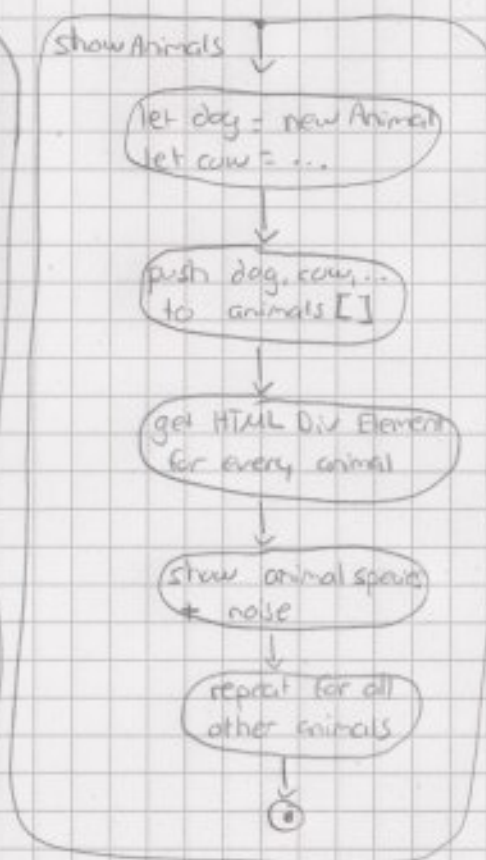 showAnimals
let dog = new Animal
let cow = ...
push dog, cow, ...
to animals []
get HTML Div Element
for every animal
show animal species
+ noise
repeat for all
other animals